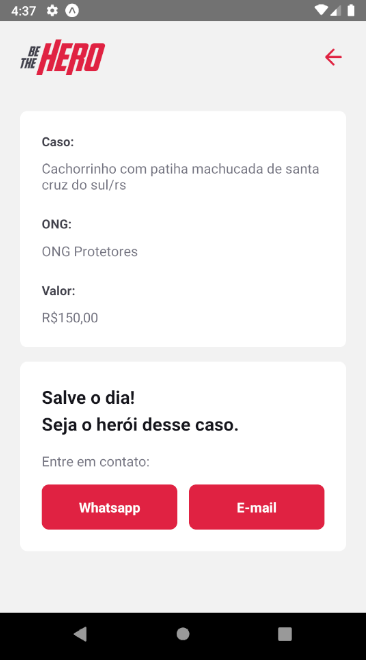 4:37
BE
THE HERO
Caso:
Cachorrinho com patiha machucada de santa
cruz do sul/rs
ONG:
ONG Protetores
Valor:
R$150,00
Salve o dia!
Seja o herói desse caso.
Entre em contato:
Whatsapp E-mail